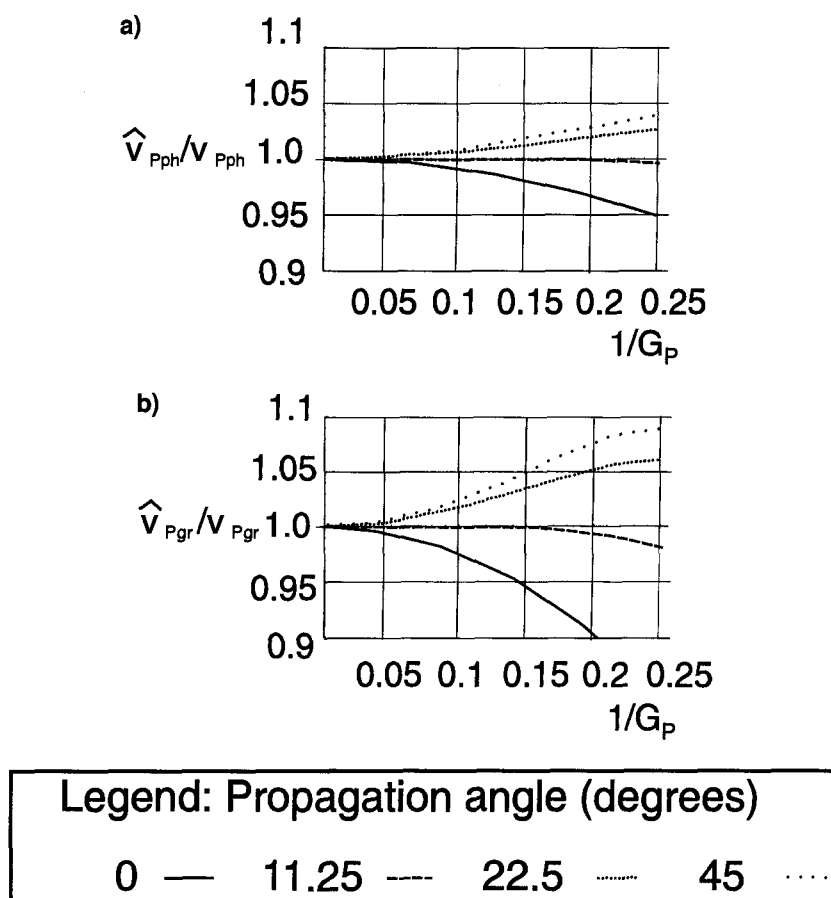 a)
1.1
1.05
v̂ Pph/v Pph 1.0
0.95
0.9
0.05 0.1 0.15 0.2 0.25
1/GP
b)
1.1
1.05
v̂ Pgr/v Pgr 1.0
0.95
0.9
0.05 0.1 0.15 0.2 0.25
1/GP
Legend: Propagation angle (degrees)
0 11.25 22.5 45